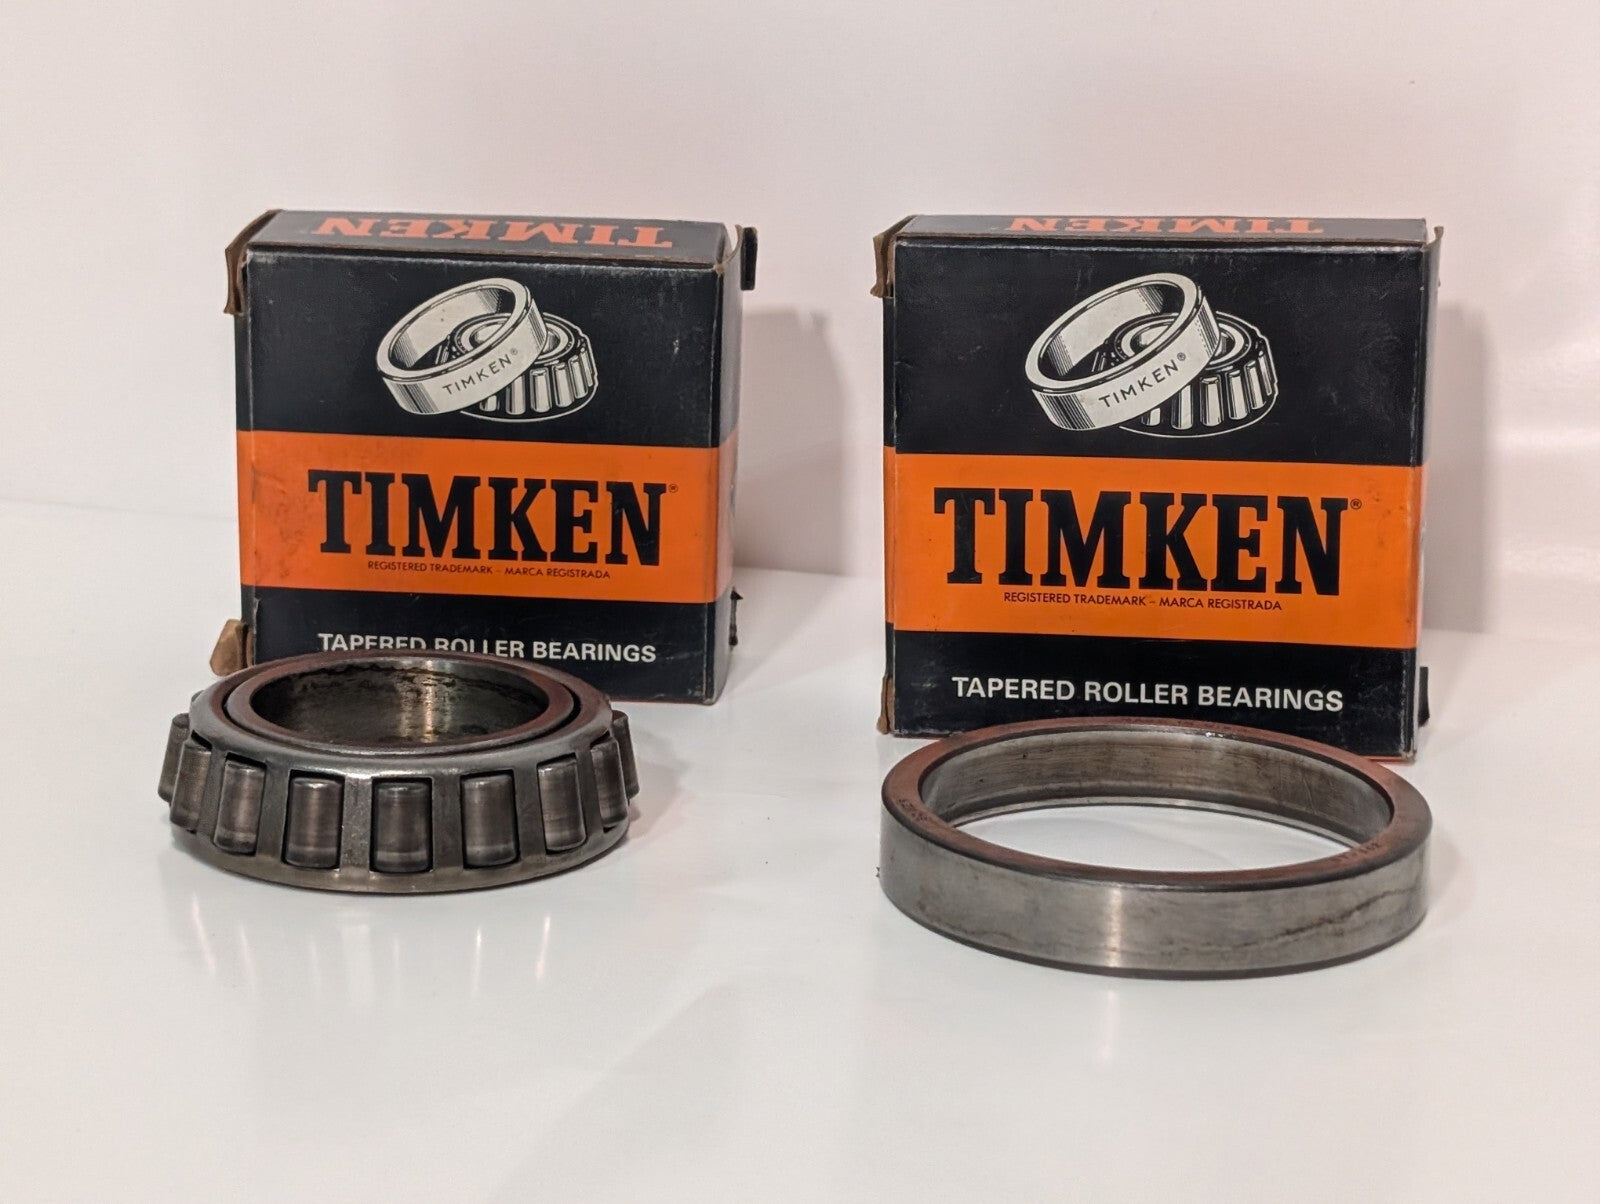 TIMKEN
TIMKEN®
TIMKEN®
REGISTERED TRADEMARK – MARCA REGISTRADA
TAPERED ROLLER BEARINGS
TIMKEN
TIMKEN®
TIMKEN®
REGISTERED TRADEMARK – MARCA REGISTRADA
TAPERED ROLLER BEARINGS